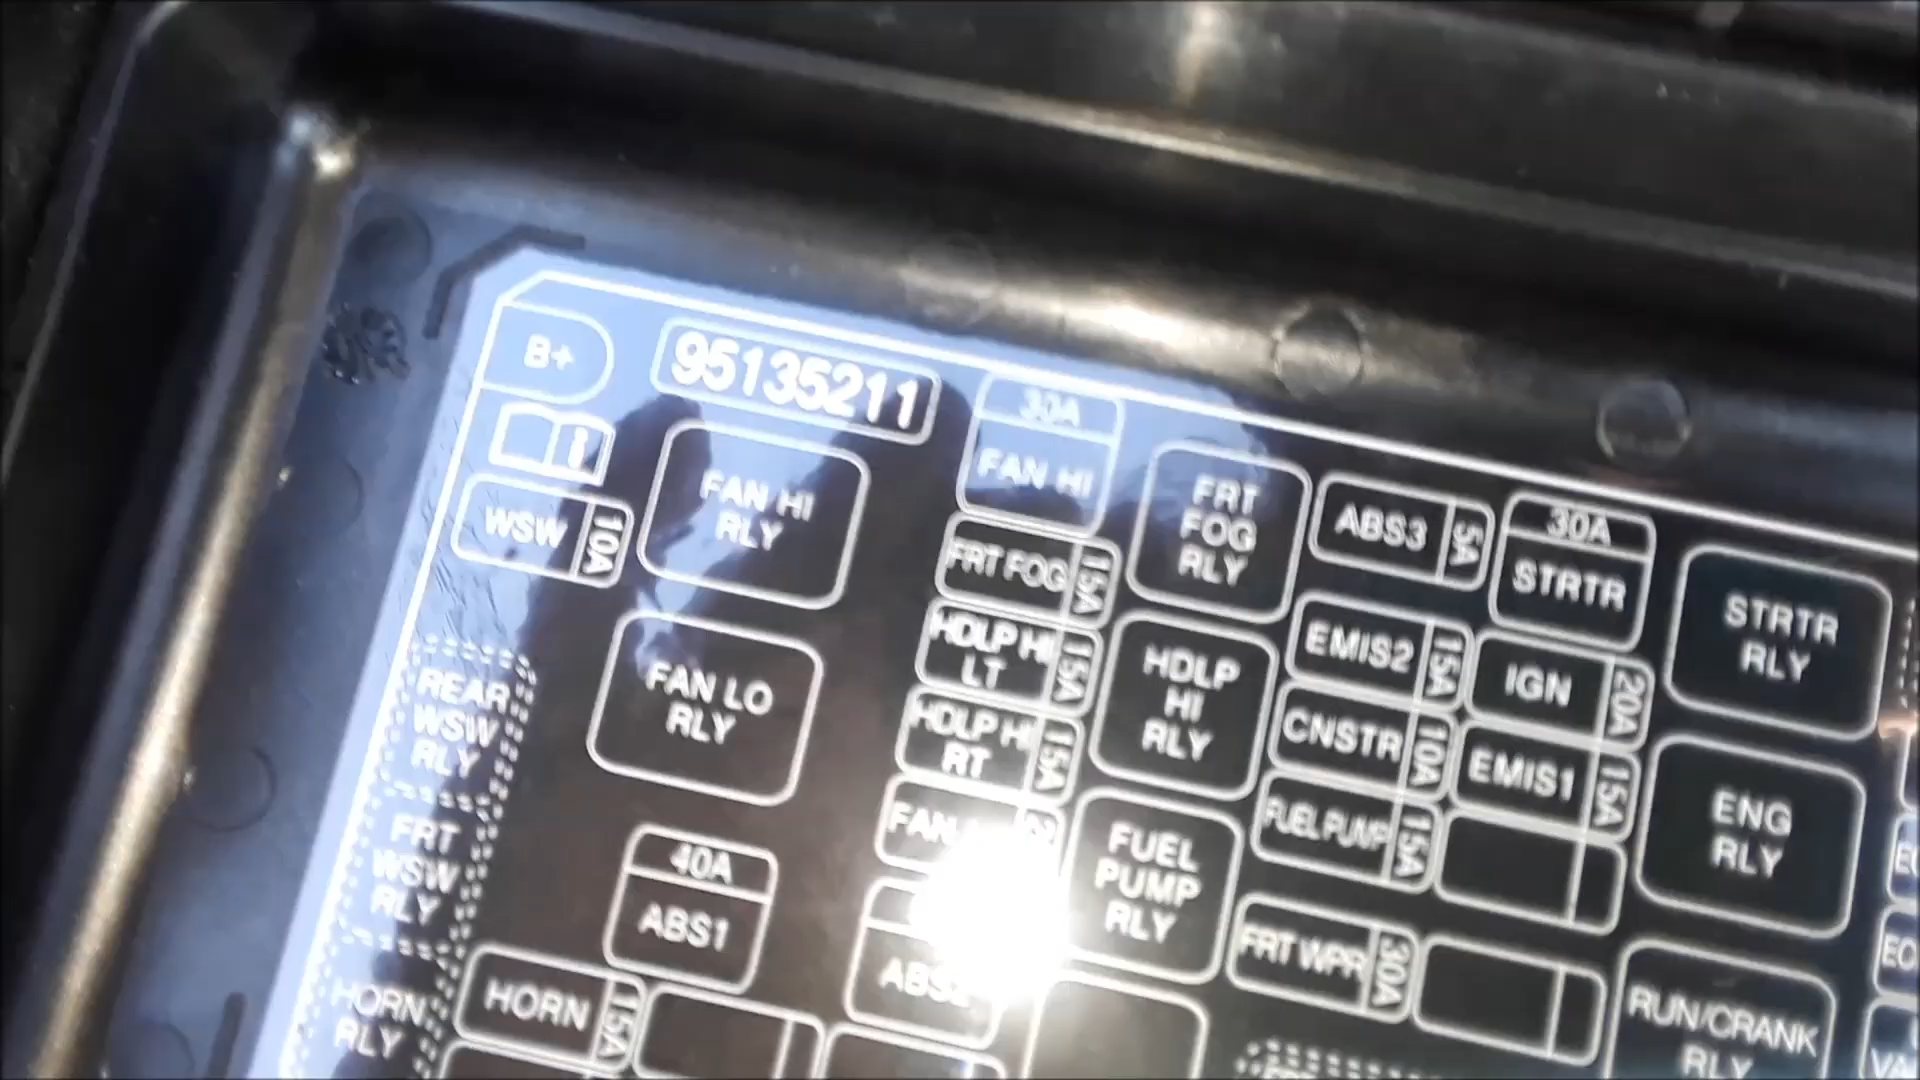 B+
95135211
30A
FAN HI
WSW
10A
FAN HI
RLY
FRT FOG
15A
FRT
FOG
RLY
ABS3
5A
30A
STRTR
STRTR
RLY
FAN LO
RLY
HDLP HI
LT
15A
HDLP HI
RT
15A
HDLP
HI
RLY
EMIS2
15A
IGN
20A
CNSTR
10A
EMIS1
15A
ENG
RLY
REAR
WSW
RLY
FRT
WSW
RLY
FAN
FUEL
PUMP
RLY
FUEL PUMP
15A
40A
ABS1
ABS2
FRT WPR
30A
RUN/CRANK
RLY
HORN
RLY
HORN
15A